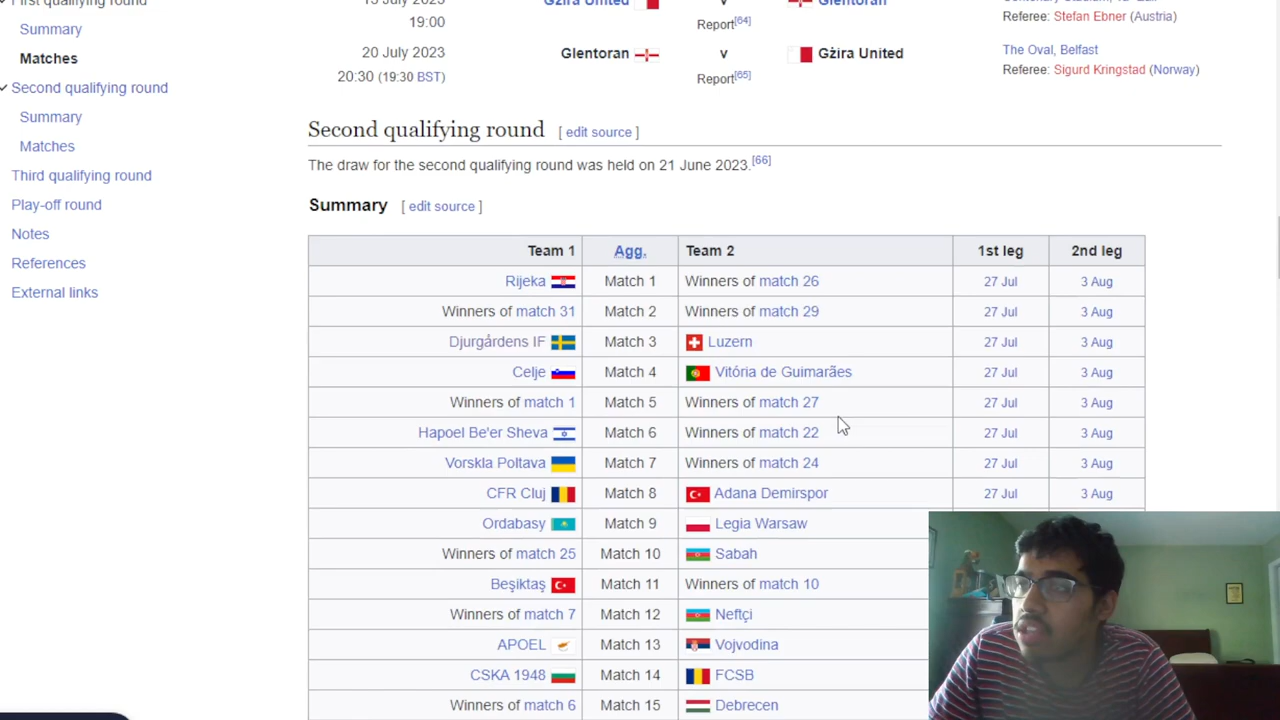 First qualifying round
Summary
Matches
Second qualifying round
Summary
Matches
Third qualifying round
Play-off round
Notes
References
External links
13 July 2023
19:00
Gżira United v Glentoran
Report[64]
Centenary Stadium, Ta' Qali
Referee: Stefan Ebner (Austria)
20 July 2023
20:30 (19:30 BST)
Glentoran v Gżira United
Report[65]
The Oval, Belfast
Referee: Sigurd Kringstad (Norway)
Second qualifying round [ edit source ]
The draw for the second qualifying round was held on 21 June 2023.[66]
Summary [ edit source ]
Team 1 Agg. Team 2 1st leg 2nd leg
Rijeka Match 1 Winners of match 26 27 Jul 3 Aug
Winners of match 31 Match 2 Winners of match 29 27 Jul 3 Aug
Djurgårdens IF Match 3 Luzern 27 Jul 3 Aug
Celje Match 4 Vitória de Guimarães 27 Jul 3 Aug
Winners of match 1 Match 5 Winners of match 27 27 Jul 3 Aug
Hapoel Be'er Sheva Match 6 Winners of match 22 27 Jul 3 Aug
Vorskla Poltava Match 7 Winners of match 24 27 Jul 3 Aug
CFR Cluj Match 8 Adana Demirspor 27 Jul 3 Aug
Ordabasy Match 9 Legia Warsaw
Winners of match 25 Match 10 Sabah
Beşiktaş Match 11 Winners of match 10
Winners of match 7 Match 12 Neftçi
APOEL Match 13 Vojvodina
CSKA 1948 Match 14 FCSB
Winners of match 6 Match 15 Debrecen